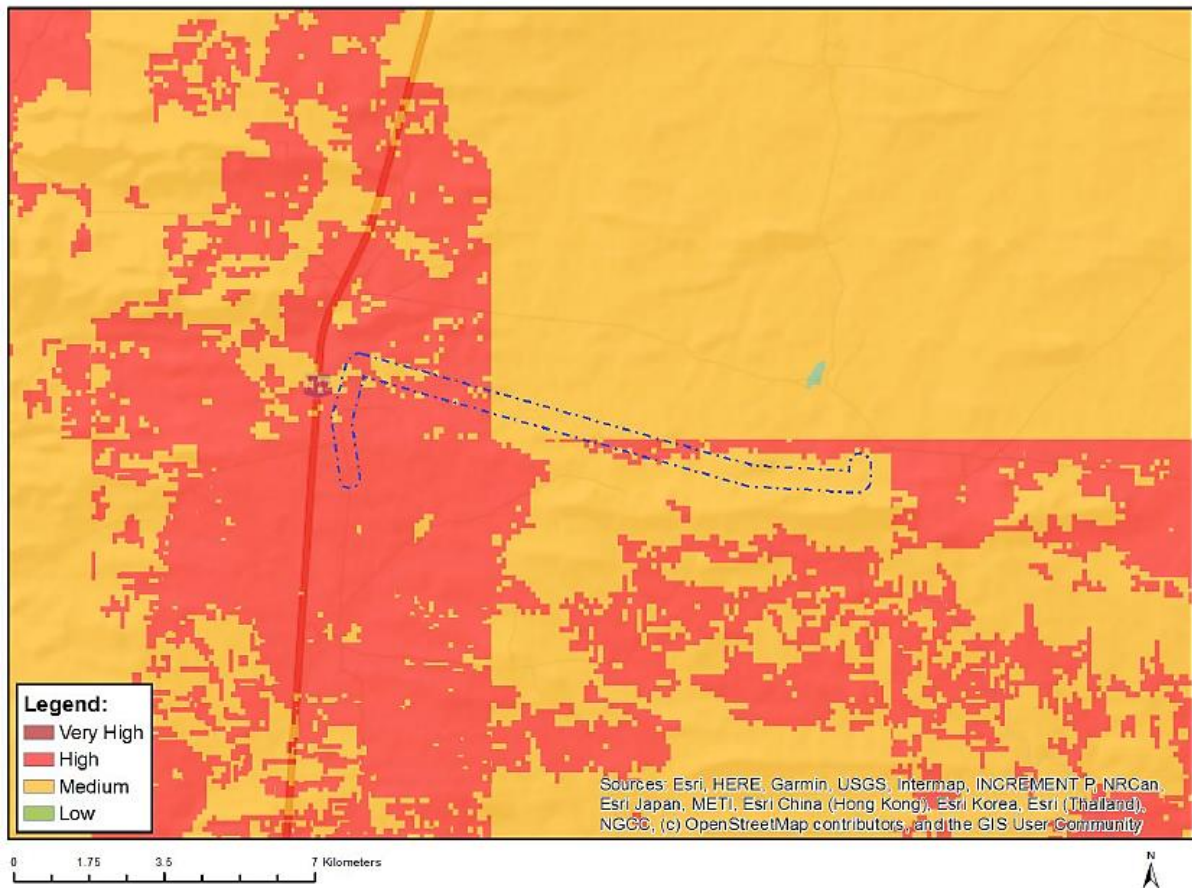 Legend:
Very High
High
Medium
Low
Sources: Esri, HERE, Garmin, USGS, Intermap, INCREMENT P, NRCan,
Esri Japan, METI, Esri China (Hong Kong), Esri Korea, Esri (Thailand),
NGCC, (c) OpenStreetMap contributors, and the GIS User Community
0 1.75 3.5 7 Kilometers
N